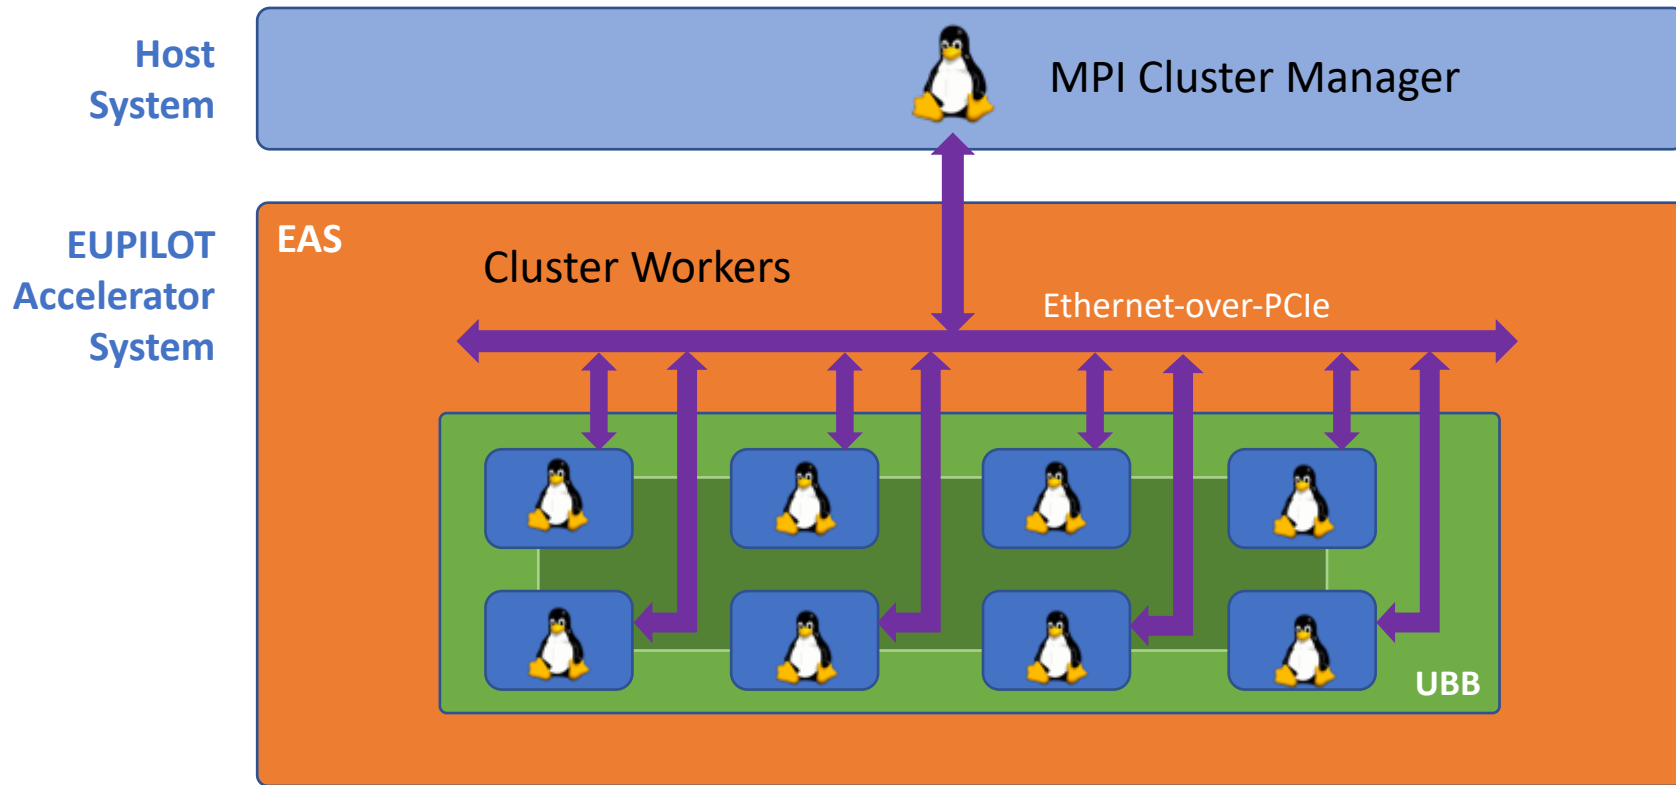 Host
System
MPI Cluster Manager
EUPILOT
Accelerator
System
EAS
Cluster Workers
Ethernet-over-PCIe
UBB